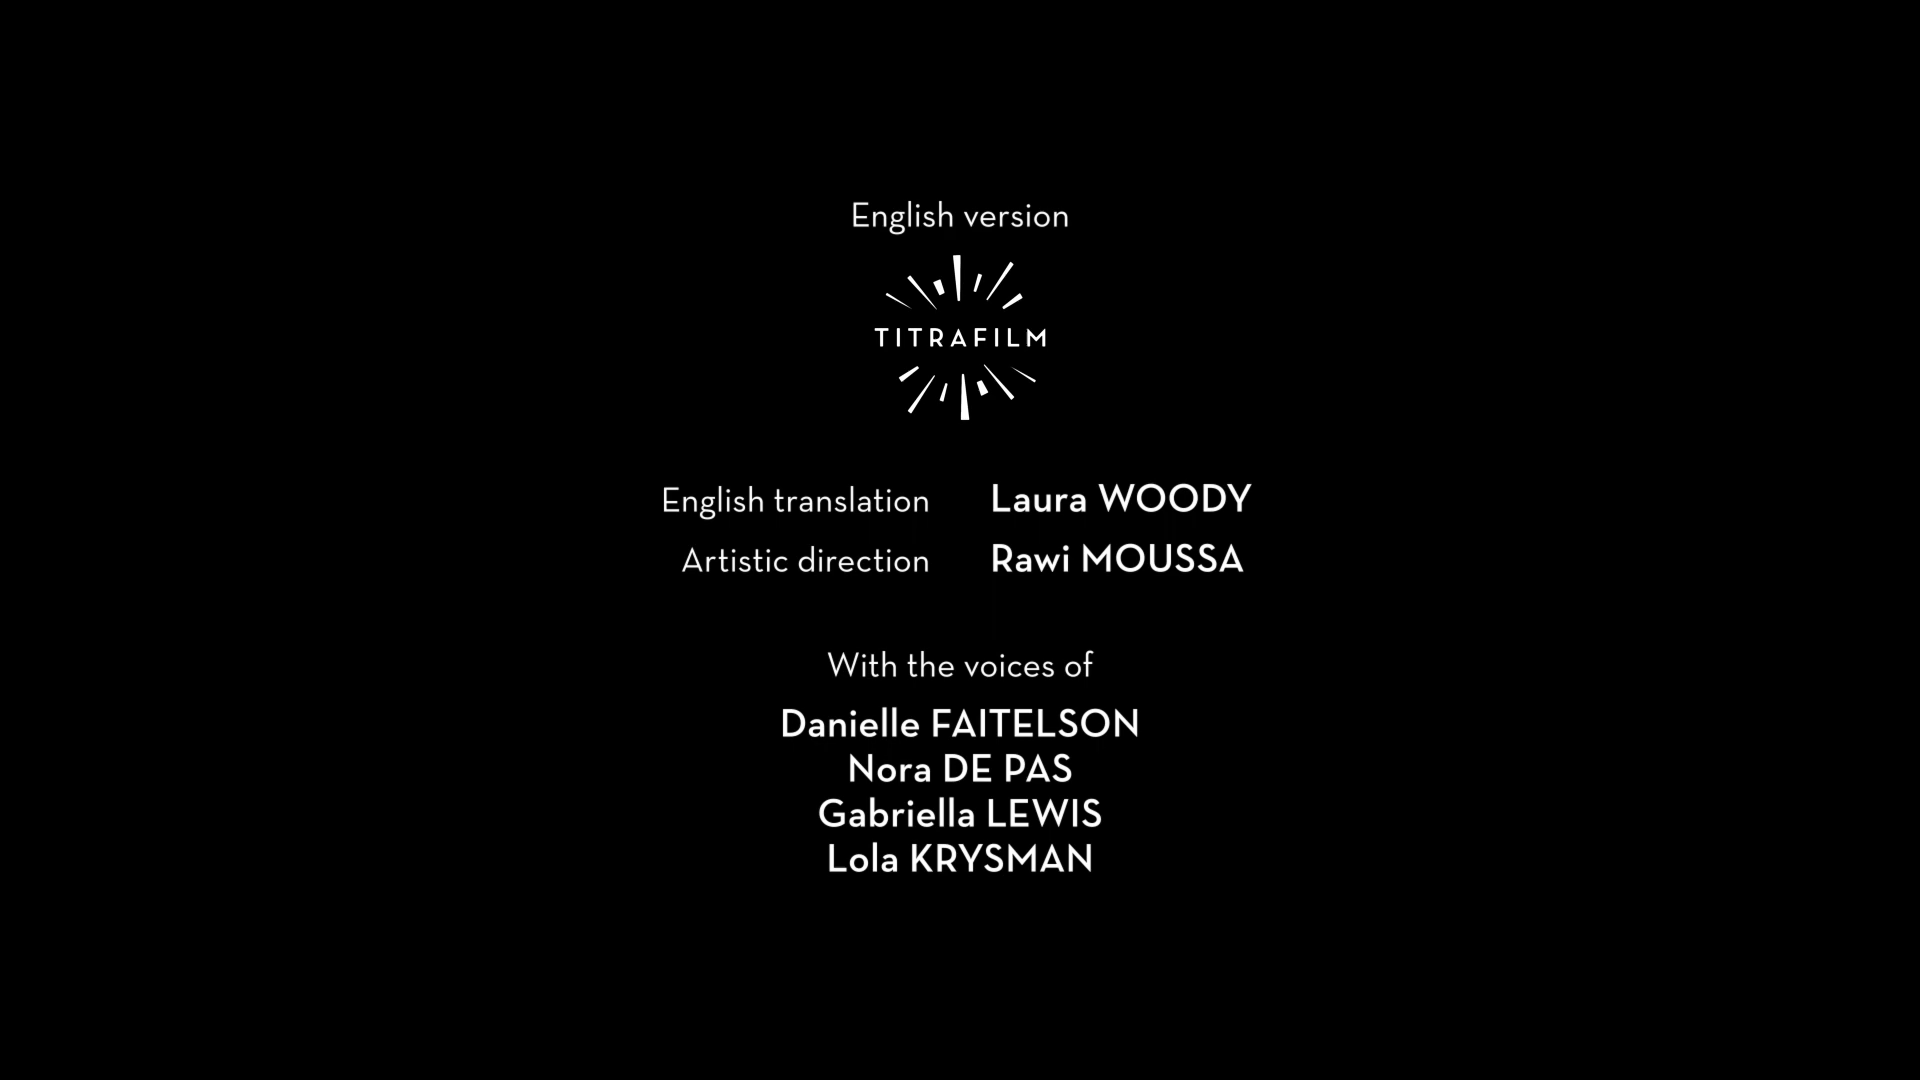 English version
TITRAFILM
English translation Laura WOODY
Artistic direction Rawi MOUSSA
With the voices of
Danielle FAITELSON
Nora DE PAS
Gabriella LEWIS
Lola KRYSMAN